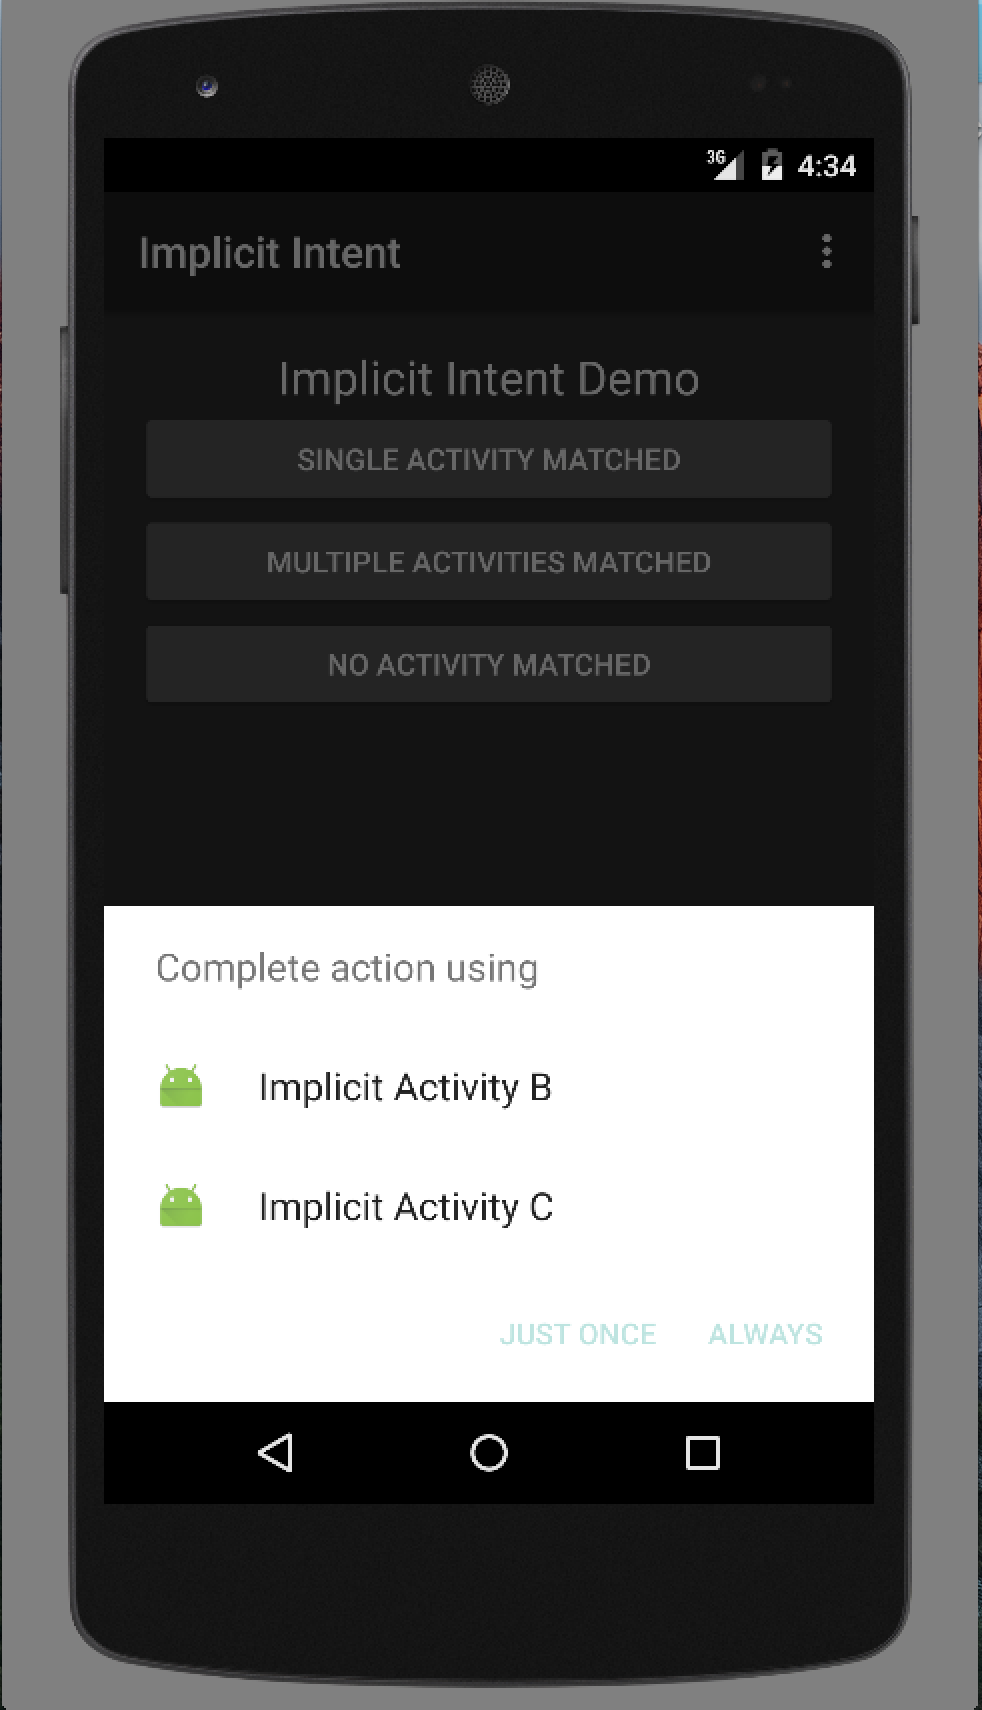 3G 4:34
Implicit Intent
Implicit Intent Demo
SINGLE ACTIVITY MATCHED
MULTIPLE ACTIVITIES MATCHED
NO ACTIVITY MATCHED
Complete action using
Implicit Activity B
Implicit Activity C
JUST ONCE ALWAYS